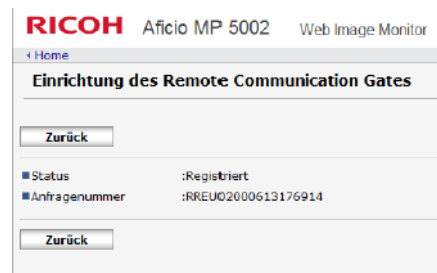 RICOH Aficio MP 5002 Web Image Monitor
Home
Einrichtung des Remote Communication Gates
Zurück
Status :Registriert
Anfragenummer :RREU02000613176914
Zurück